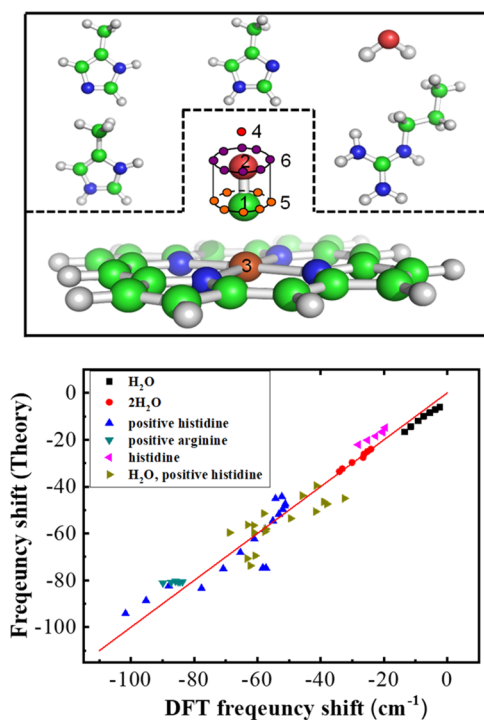 4
2
6
1
5
3
H₂O
2H₂O
positive histidine
positive arginine
histidine
H₂O, positive histidine
Freqeuncy shift (Theory)
0
-20
-40
-60
-80
-100
-100 -80 -60 -40 -20 0
DFT freqeuncy shift (cm⁻¹)